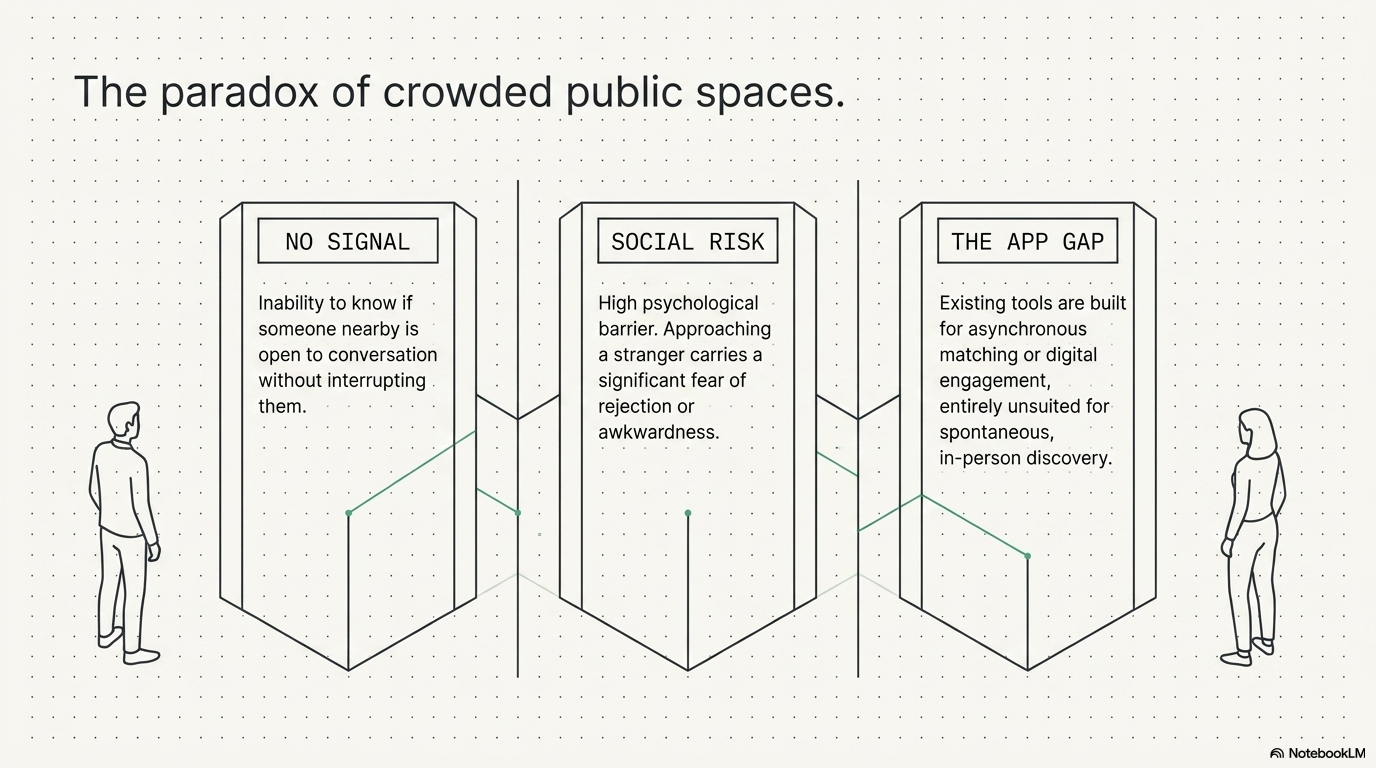 The paradox of crowded public spaces.
NO SIGNAL
Inability to know if
someone nearby is
open to conversation
without interrupting
them.
SOCIAL RISK
High psychological
barrier. Approaching
a stranger carries a
significant fear of
rejection or
awkwardness.
THE APP GAP
Existing tools are built
for asynchronous
matching or digital
engagement,
entirely unsuited for
spontaneous,
in-person discovery.
NotebookLM